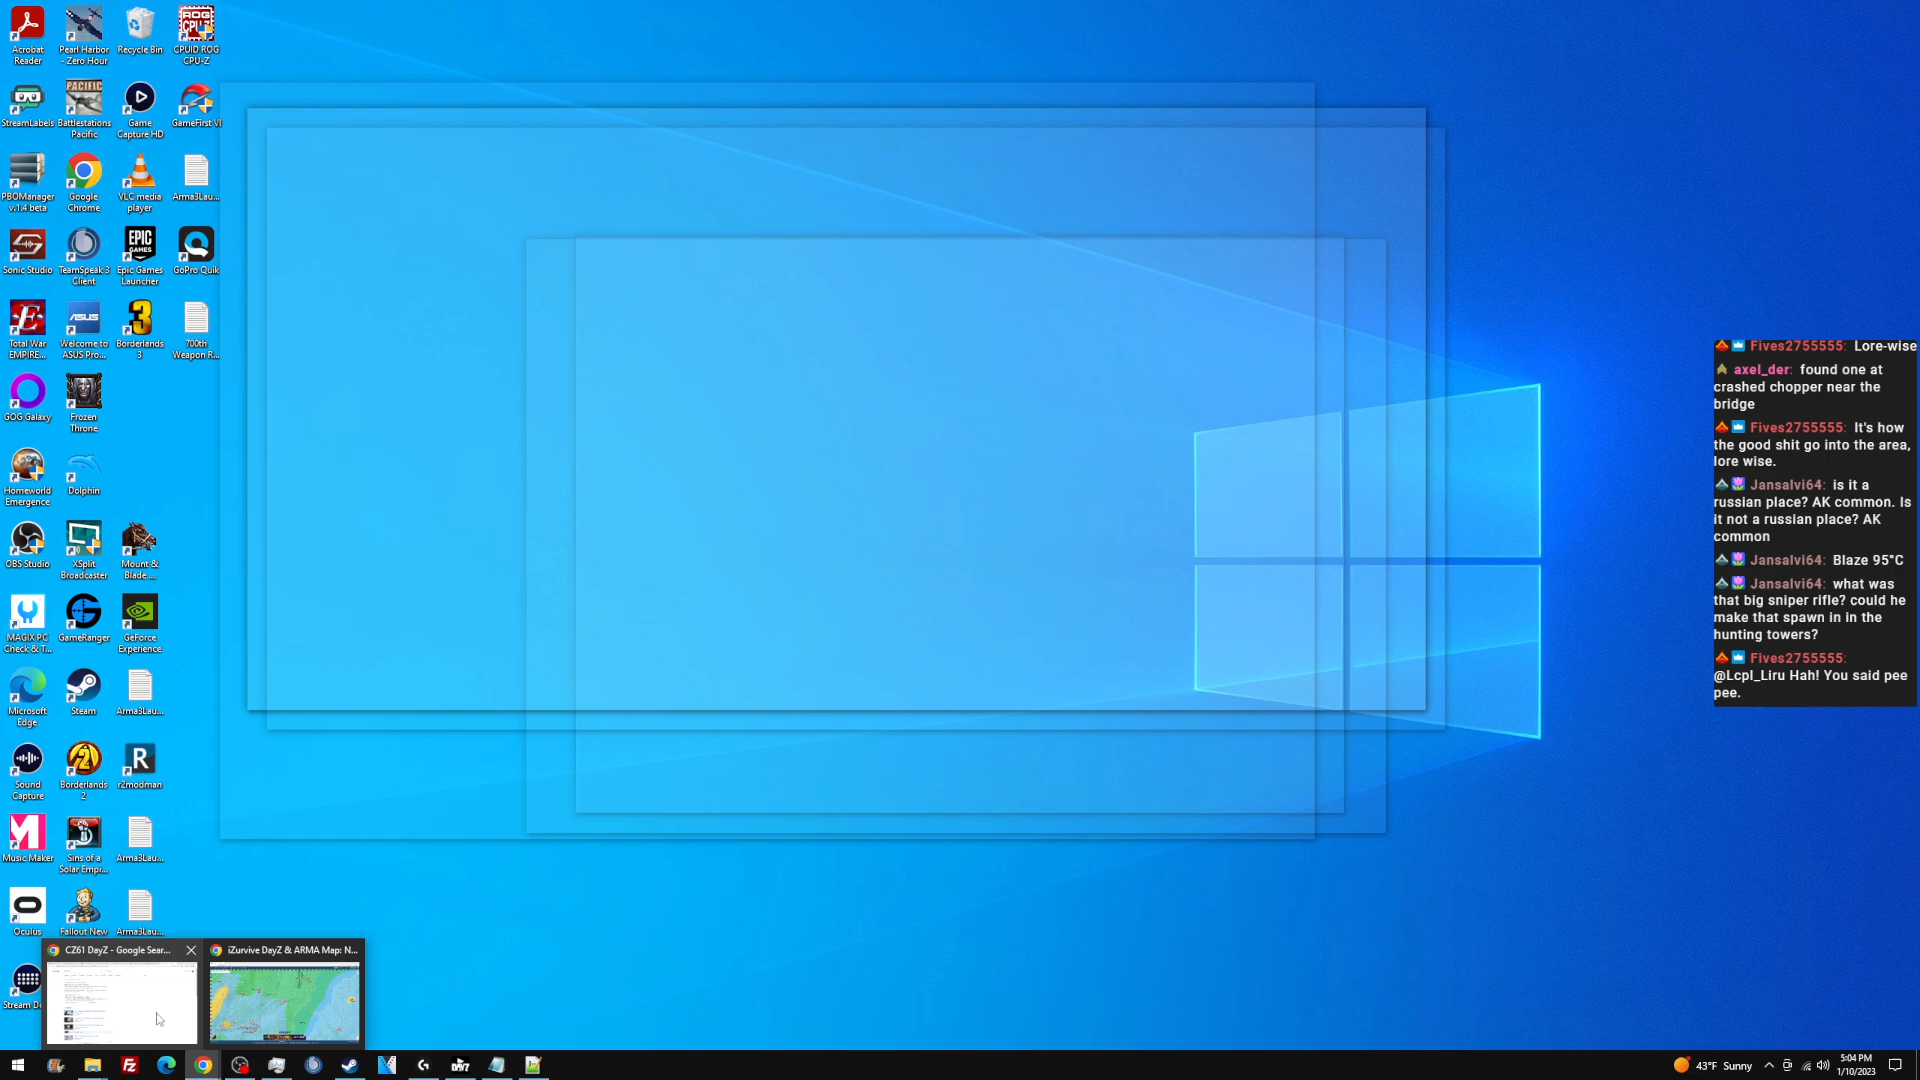 Acrobat
Reader
Pearl Harbor
- Zero Hour
Recycle Bin
CPUID ROG
CPU-Z
StreamLabels
Battlestations
Pacific
Game
Capture HD
GameFirst VI
PBOManager
v.1.4 beta
Google
Chrome
VLC media
player
Arma3Lau...
Sonic Studio
TeamSpeak 3
Client
Epic Games
Launcher
GoPro Quik
Total War
EMPIRE...
Welcome to
ASUS Pro...
Borderlands
3
700th
Weapon R...
GOG Galaxy
Frozen
Throne
Homeworld
Emergence
Dolphin
OBS Studio
XSplit
Broadcaster
Mount &
Blade ...
MAGIX PC
Check & T...
GameRanger
GeForce
Experience
Microsoft
Edge
Steam
Arma3Lau...
Sound
Capture
Borderlands
2
r2modman
Music Maker
Sins of a
Solar Empi...
Arma3Lau...
Oculus
Fallout New
Arma3Lau...
Stream D
CZ61 DayZ - Google Sear...
iZurvive DayZ & ARMA Map: N...
Fives2755555: Lore-wise
axel_der: found one at
crashed chopper near the
bridge
Fives2755555: It's how
the good shit go into the area,
lore wise.
Jansalvi64: is it a
russian place? AK common. Is
it not a russian place? AK
common
Jansalvi64: Blaze 95°C
Jansalvi64: what was
that big sniper rifle? could he
make that spawn in in the
hunting towers?
Fives2755555:
@Lcpl_Liru Hah! You said pee
pee.
43°F Sunny
5:04 PM
1/10/2023